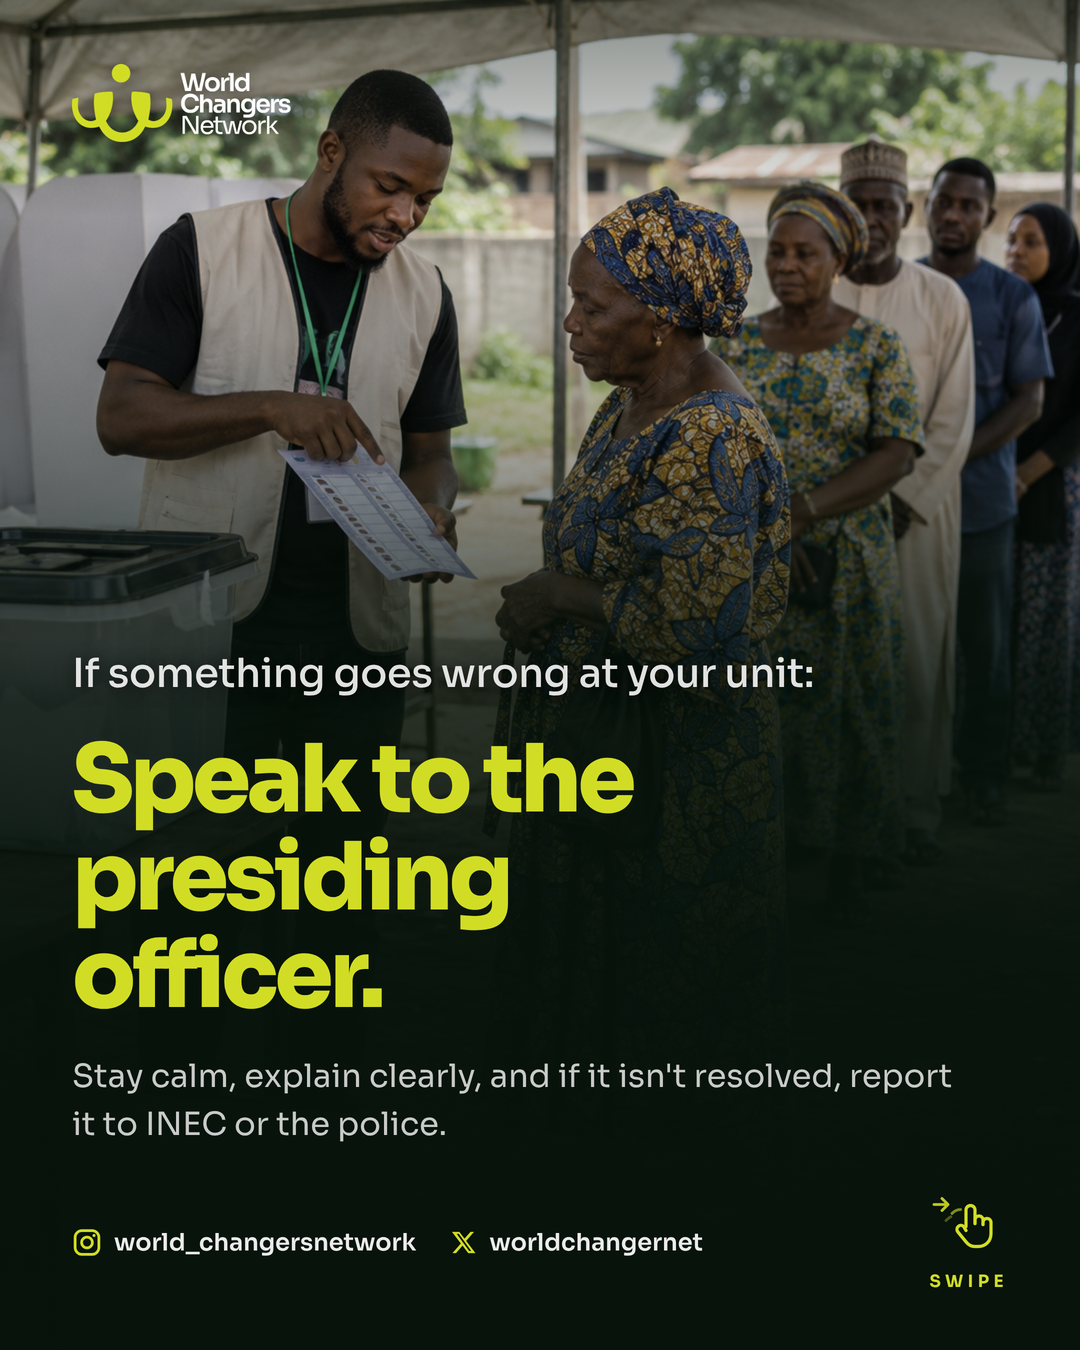 World
Changers
Network
If something goes wrong at your unit:
Speak to the
presiding
officer.
Stay calm, explain clearly, and if it isn't resolved, report
it to INEC or the police.
world_changersnetwork
worldchangernet
SWIPE